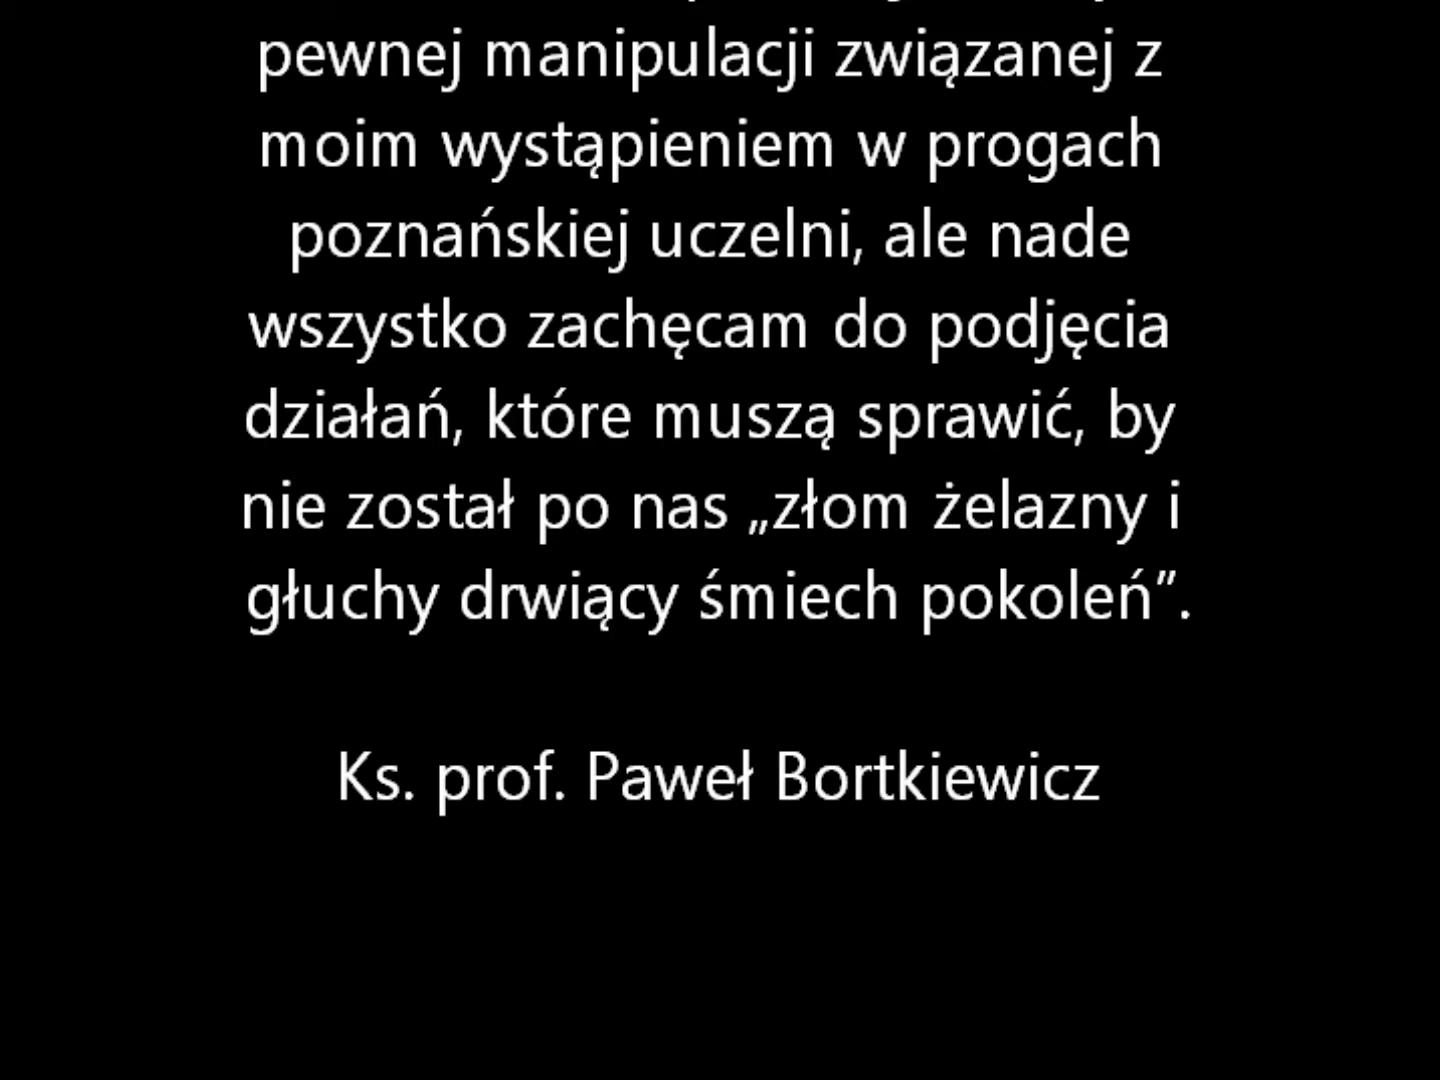 pewnej manipulacji związanej z
moim wystąpieniem w progach
poznańskiej uczelni, ale nade
wszystko zachęcam do podjęcia
działań, które muszą sprawić, by
nie został po nas „złom żelazny i
głuchy drwiący śmiech pokoleń”.
Ks. prof. Paweł Bortkiewicz